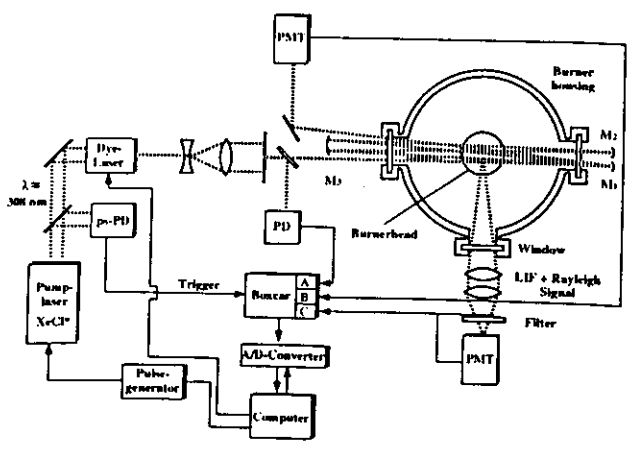 PMT
Burner
housing
Dye-
Laser
M₂
M₁
M₃
λ ≈
308 nm
ps-PD
PD
Burnerhead
Window
LIF + Rayleigh
Signal
Trigger
Pump-
laser
XeCl*
Boxcar
A
B
C
Filter
A/D-Converter
PMT
Pulse-
generator
Computer